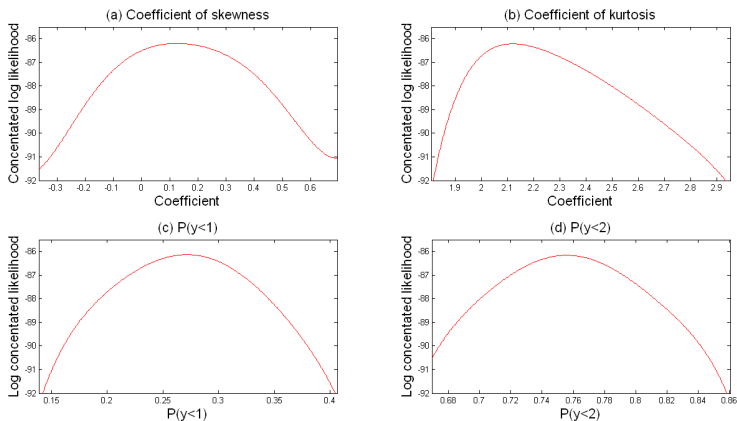 (a) Coefficient of skewness
Concentated log likelihood
-86
-87
-88
-89
-90
-91
-92
-0.3 -0.2 -0.1 0 0.1 0.2 0.3 0.4 0.5 0.6
Coefficient
(b) Coefficient of kurtosis
Concentated log likelihood
-86
-87
-88
-89
-90
-91
-92
1.9 2 2.1 2.2 2.3 2.4 2.5 2.6 2.7 2.8 2.9
Coefficient
(c) P(y<1)
Log concentated likelihood
-86
-87
-88
-89
-90
-91
-92
0.15 0.2 0.25 0.3 0.35 0.4
P(y<1)
(d) P(y<2)
Log concentated likelihood
-86
-87
-88
-89
-90
-91
-92
0.68 0.7 0.72 0.74 0.76 0.78 0.8 0.82 0.84 0.86
P(y<2)